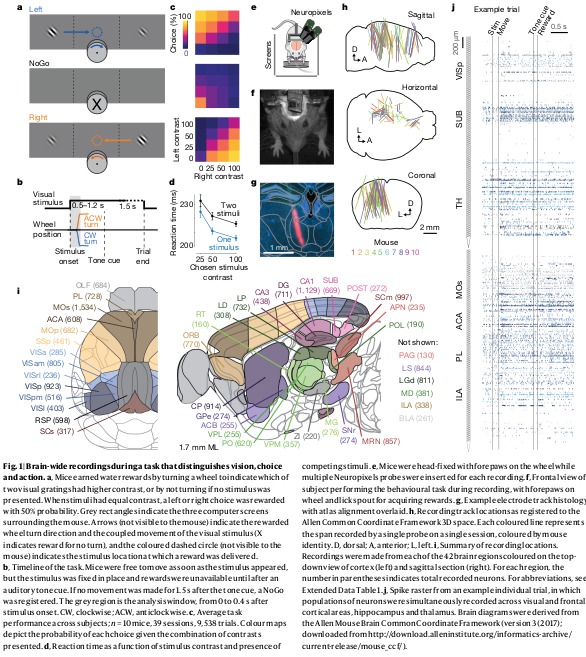 a
Left
NoGo
X
Right
c
Choice (%)
100
0
Left contrast
100
50
25
0
0 25 50 100
Right contrast
e
Neuropixels
Screens
f
g
1 mm
h
Sagittal
D
A
Horizontal
L
A
Coronal
D
L
2 mm
Mouse
1 2 3 4 5 6 7 8 9 10
j
Example trial
Stim
Move
Tone cue
Reward
0.5 s
200 µm
VISp
SUB
TH
MOs
ACA
PL
ILA
b
Visual
stimulus
0.5–1.2 s
1.5 s
Wheel
position
ACW
turn
CW
turn
Stimulus
onset
Tone cue
Trial
end
d
Reaction time (ms)
230
200
Two
stimuli
One
stimulus
25 50 100
Chosen stimulus
contrast
i
OLF (684)
PL (728)
MOs (1,534)
ACA (608)
MOp (682)
SSp (461)
VISa (285)
VISam (805)
VISrl (236)
VISp (923)
VISpm (516)
VISl (403)
RSP (598)
SCs (317)
ORB
(770)
RT
(160)
LD
(308)
LP
(732)
CA3
(438)
DG
(711)
CA1
(1,129)
SUB
(669)
POST (272)
SCm (997)
APN (235)
POL (190)
CP (914)
GPe (274)
ACB (255)
VPL (255)
PO (620)
VPM (357)
ZI (220)
MG
(276)
SNr
(274)
MRN (857)
1.7 mm ML
Not shown:
PAG (130)
LS (844)
LGd (811)
MD (381)
ILA (338)
BLA (261)
Fig. 1 | Brain-wide recordings during a task that distinguishes vision, choice
and action. a, Mice earned water rewards by turning a wheel to indicate which of
two visual gratings had higher contrast, or by not turning if no stimulus was
presented. When stimuli had equal contrast, a left or right choice was rewarded
with 50% probability. Grey rectangles indicate the three computer screens
surrounding the mouse. Arrows (not visible to the mouse) indicate the rewarded
wheel turn direction and the coupled movement of the visual stimulus (X
indicates reward for no turn), and the coloured dashed circle (not visible to the
mouse) indicates the stimulus location at which a reward was delivered.
b, Timeline of the task. Mice were free to move as soon as the stimulus appeared,
but the stimulus was fixed in place and rewards were unavailable until after an
auditory tone cue. If no movement was made for 1.5 s after the tone cue, a NoGo
was registered. The grey region is the analysis window, from 0 to 0.4 s after
stimulus onset. CW, clockwise; ACW, anticlockwise. c, Average task
performance across subjects; n = 10 mice, 39 sessions, 9,538 trials. Colour maps
depict the probability of each choice given the combination of contrasts
presented. d, Reaction time as a function of stimulus contrast and presence of
competing stimuli. e, Mice were head-fixed with forepaws on the wheel while
multiple Neuropixels probes were inserted for each recording. f, Frontal view of
subject performing the behavioural task during recording, with forepaws on
wheel and lick spout for acquiring rewards. g, Example electrode track histology
with atlas alignment overlaid. h, Recording track locations as registered to the
Allen Common Coordinate Framework 3D space. Each coloured line represents
the span recorded by a single probe on a single session, coloured by mouse
identity. D, dorsal; A, anterior; L, left. i, Summary of recording locations.
Recordings were made from each of the 42 brain regions coloured on the top-
down view of cortex (left) and sagittal section (right). For each region, the
number in parentheses indicates total recorded neurons. For abbreviations, see
Extended Data Table 1. j, Spike raster from an example individual trial, in which
populations of neurons were simultaneously recorded across visual and frontal
cortical areas, hippocampus and thalamus. Brain diagrams were derived from
the Allen Mouse Brain Common Coordinate Framework (version 3 (2017);
downloaded from http://download.alleninstitute.org/informatics-archive/
current-release/mouse_ccf/).